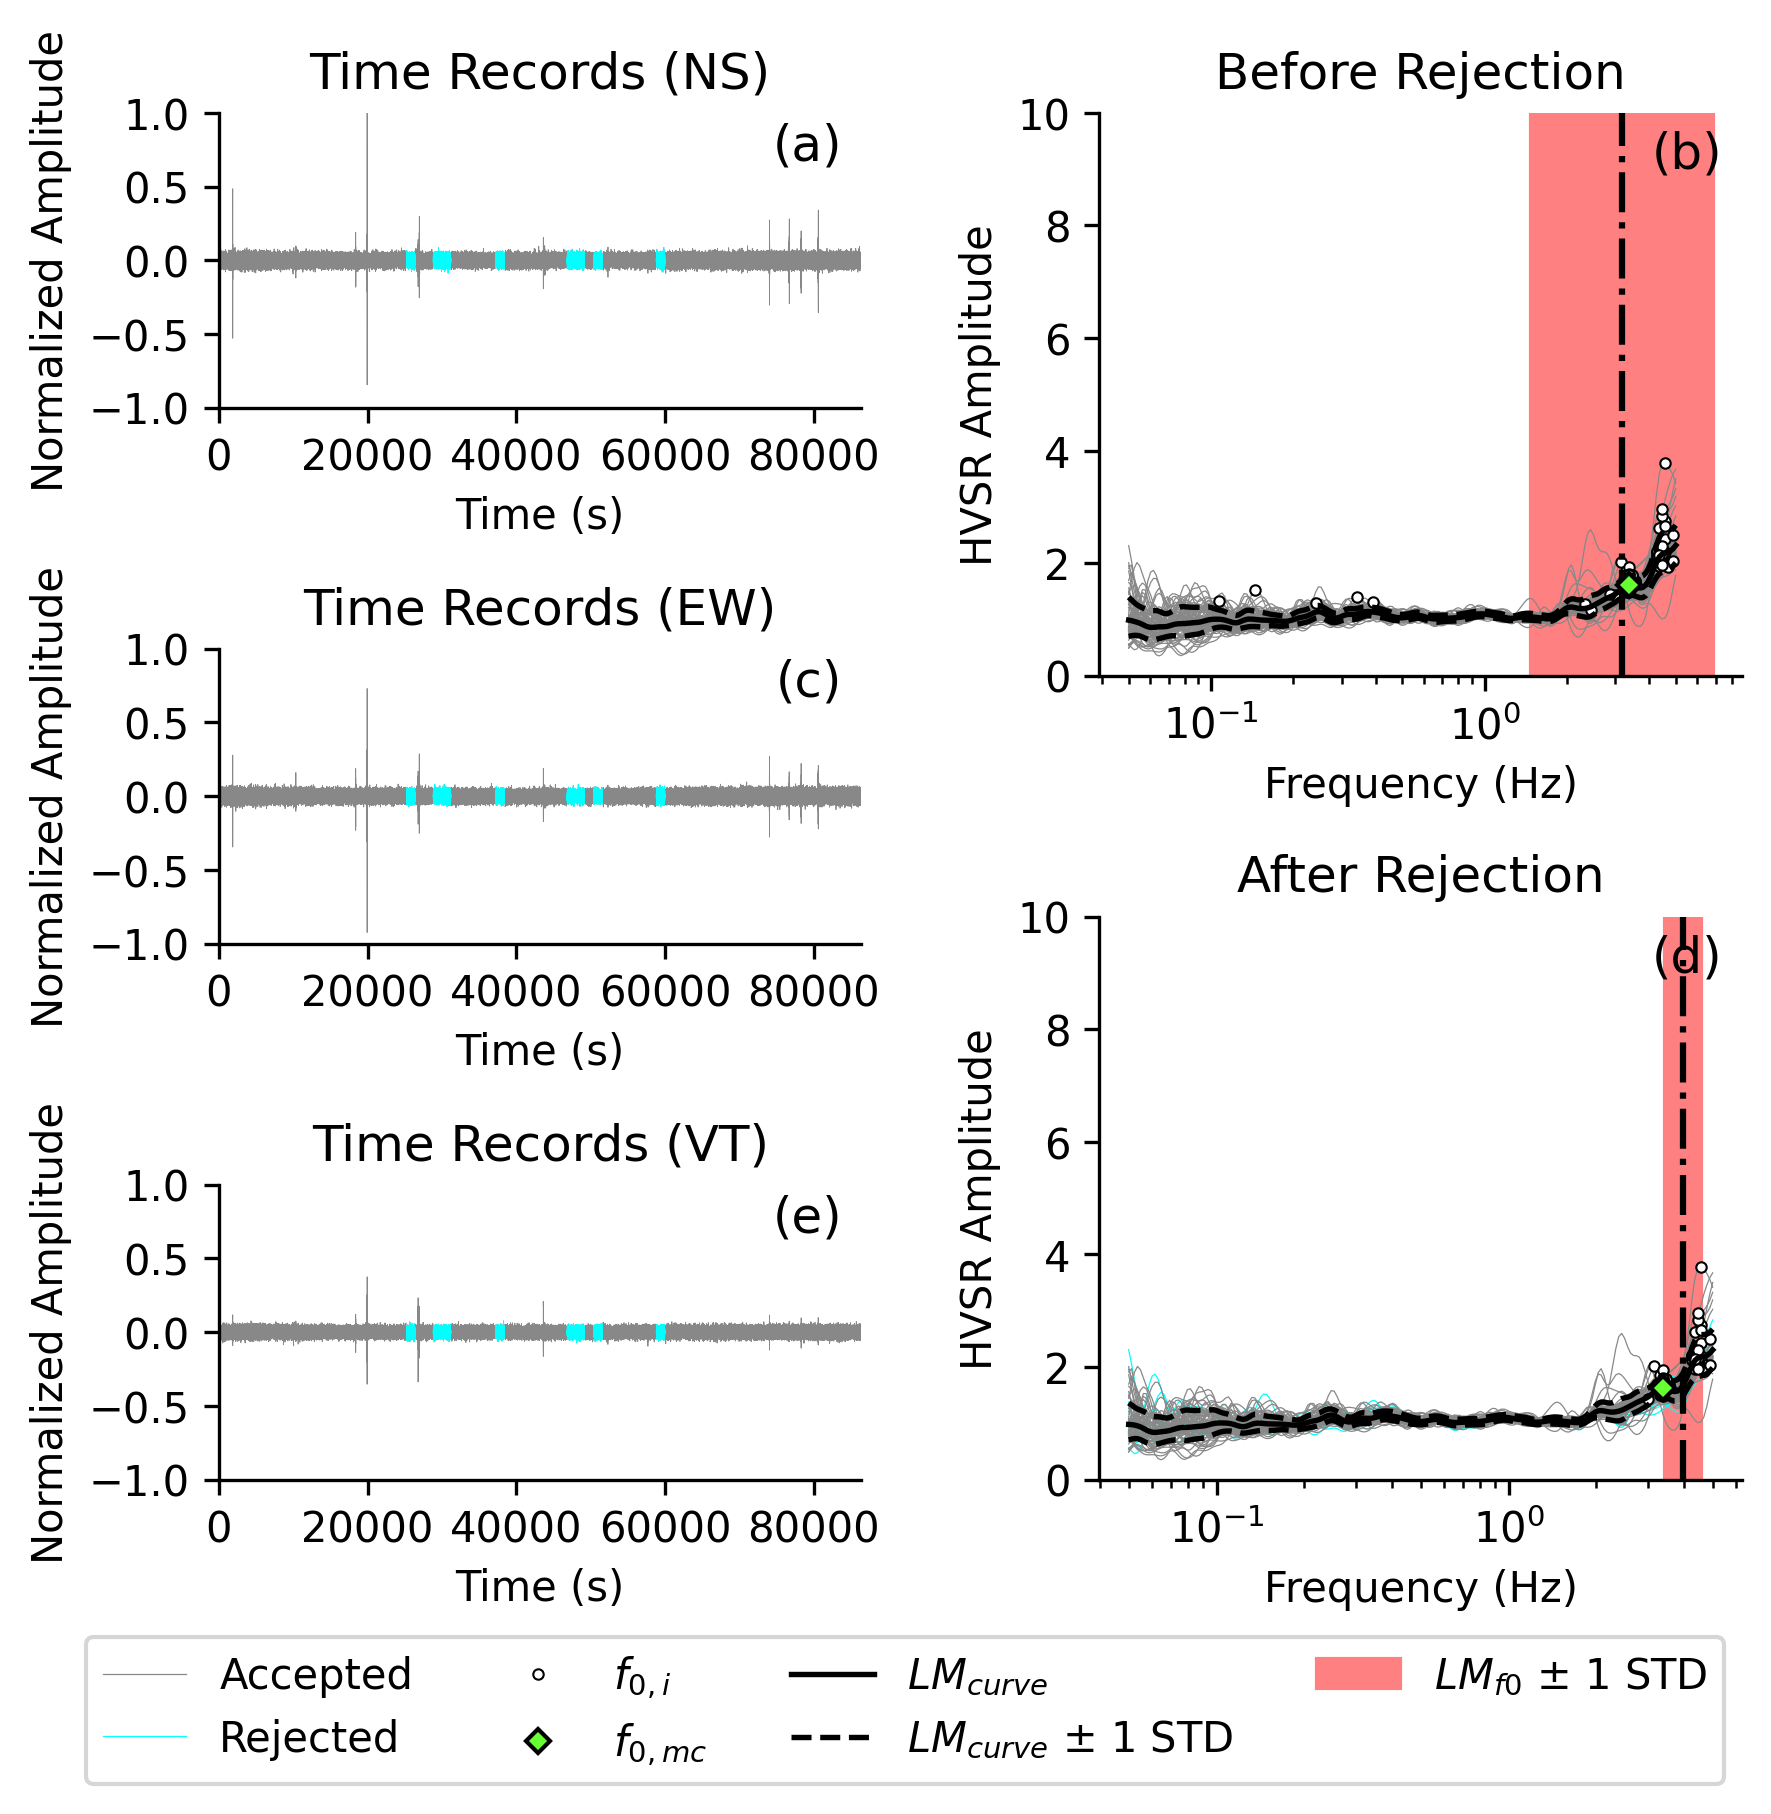 Time Records (NS)
Normalized Amplitude
1.0
0.5
0.0
−0.5
−1.0
(a)
0 20000 40000 60000 80000
Time (s)
Before Rejection
HVSR Amplitude
10
8
6
4
2
0
(b)
10⁻¹ 10⁰
Frequency (Hz)
Time Records (EW)
Normalized Amplitude
1.0
0.5
0.0
−0.5
−1.0
(c)
0 20000 40000 60000 80000
Time (s)
After Rejection
HVSR Amplitude
10
8
6
4
2
0
(d)
10⁻¹ 10⁰
Frequency (Hz)
Time Records (VT)
Normalized Amplitude
1.0
0.5
0.0
−0.5
−1.0
(e)
0 20000 40000 60000 80000
Time (s)
Accepted
Rejected
f0,i
f0,mc
LMcurve
LMcurve ± 1 STD
LMf0 ± 1 STD